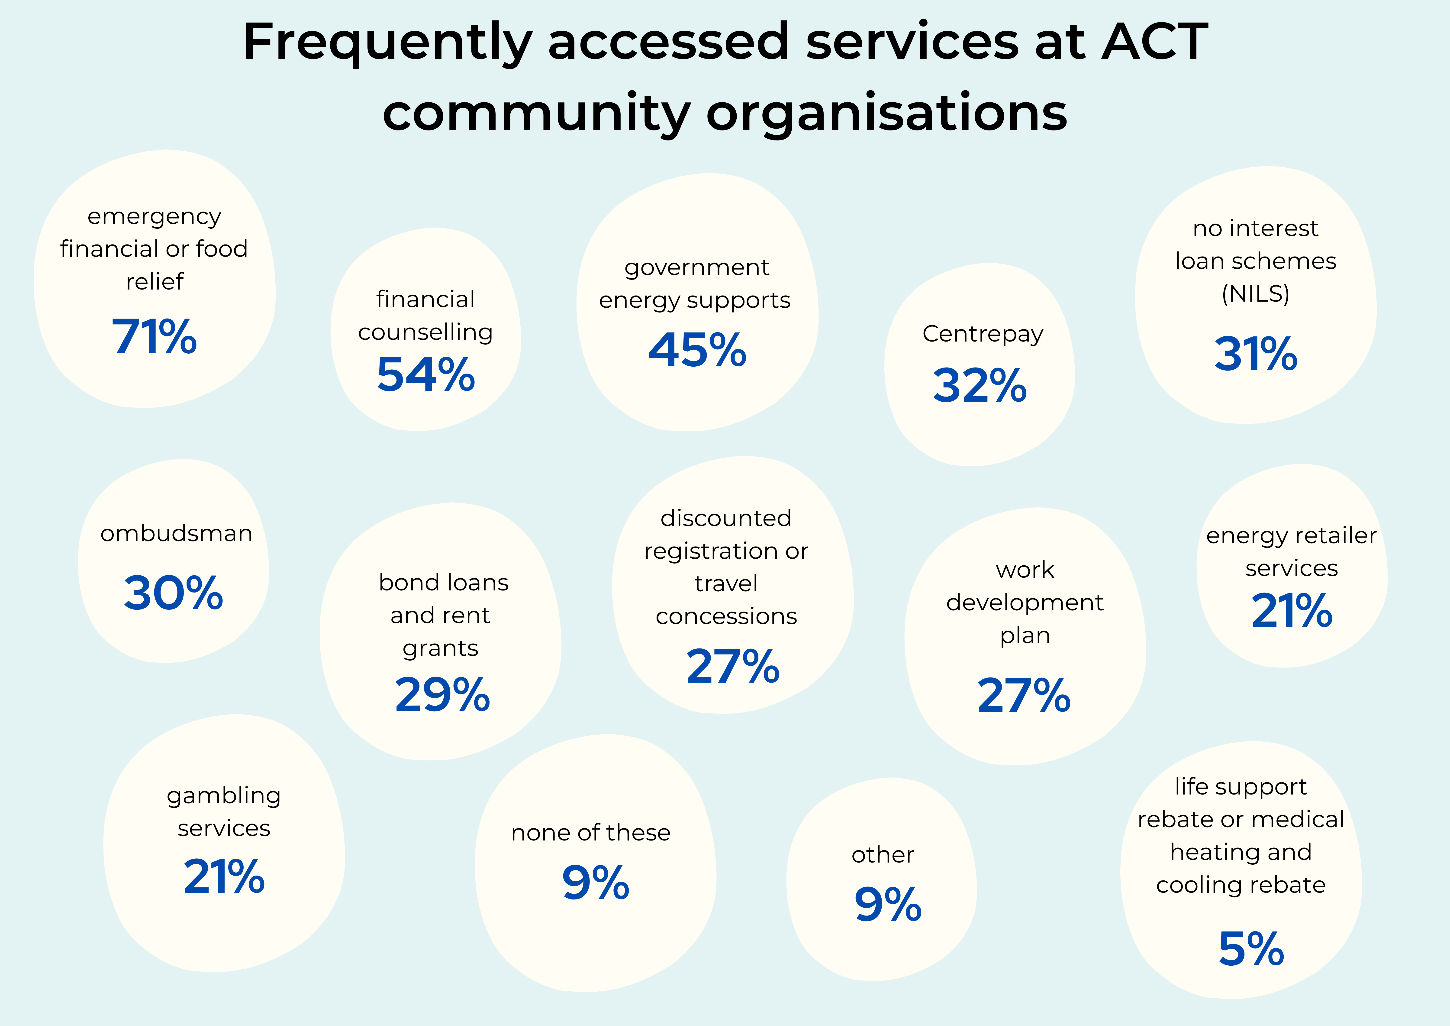 Frequently accessed services at ACT
community organisations
emergency
financial or food
relief
71%
financial
counselling
54%
government
energy supports
45%
Centrepay
32%
no interest
loan schemes
(NILS)
31%
ombudsman
30%
bond loans
and rent
grants
29%
discounted
registration or
travel
concessions
27%
work
development
plan
27%
energy retailer
services
21%
gambling
services
21%
none of these
9%
other
9%
life support
rebate or medical
heating and
cooling rebate
5%